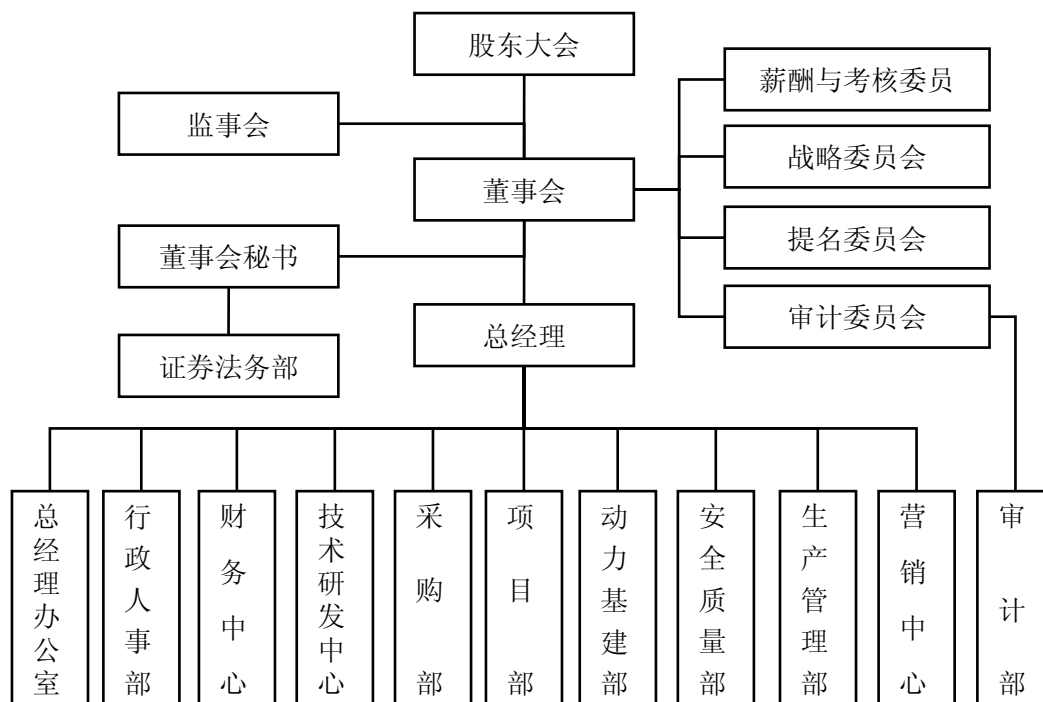 股东大会
薪酬与考核委员
监事会
战略委员会
董事会
提名委员会
董事会秘书
审计委员会
总经理
证券法务部
总经理办公室
行政人事部
财务中心
技术研发中心
采购部
项目部
动力基建部
安全质量部
生产管理部
营销中心
审计部